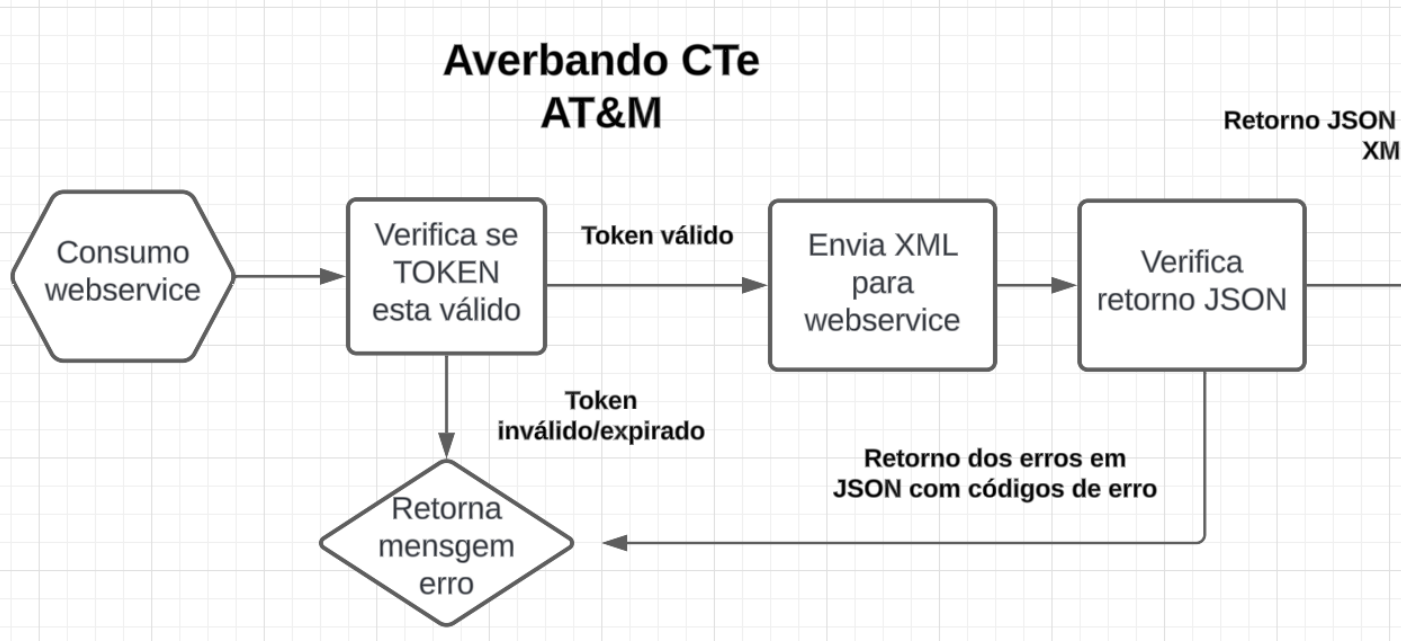 Averbando CTe
AT&M
Retorno JSON
XM
Consumo
webservice
Verifica se
TOKEN
esta válido
Token válido
Envia XML
para
webservice
Verifica
retorno JSON
Token
inválido/expirado
Retorno dos erros em
JSON com códigos de erro
Retorna
mensgem
erro